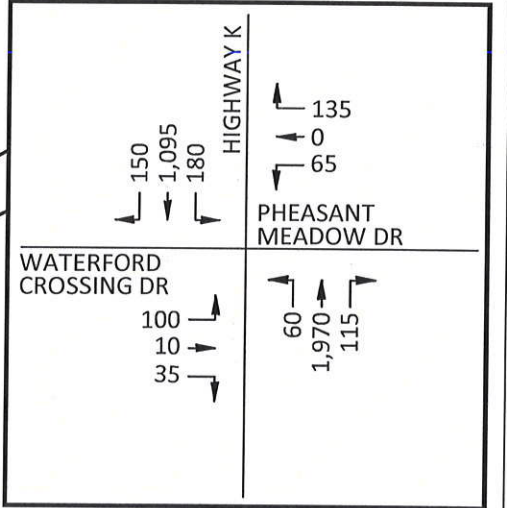 HIGHWAY K
150
1,095
180
135
0
65
PHEASANT
MEADOW DR
WATERFORD
CROSSING DR
100
10
35
60
1,970
115